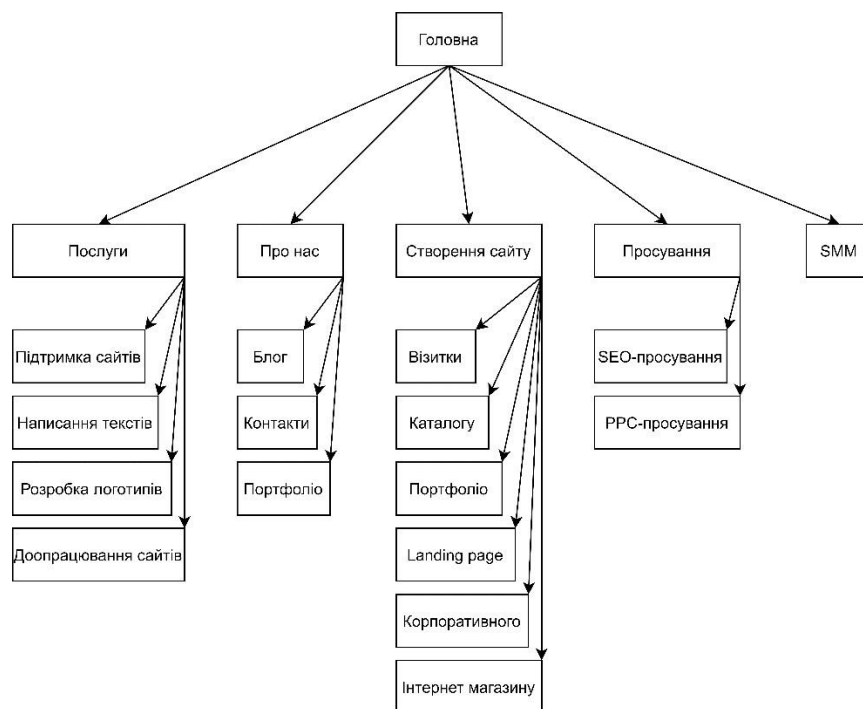 Головна
Послуги
Про нас
Створення сайту
Просування
SMM
Підтримка сайтів
Написання текстів
Розробка логотипів
Доопрацювання сайтів
Блог
Контакти
Портфоліо
Візитки
Каталогу
Портфоліо
Landing page
Корпоративного
Інтернет магазину
SEO-просування
PPC-просування